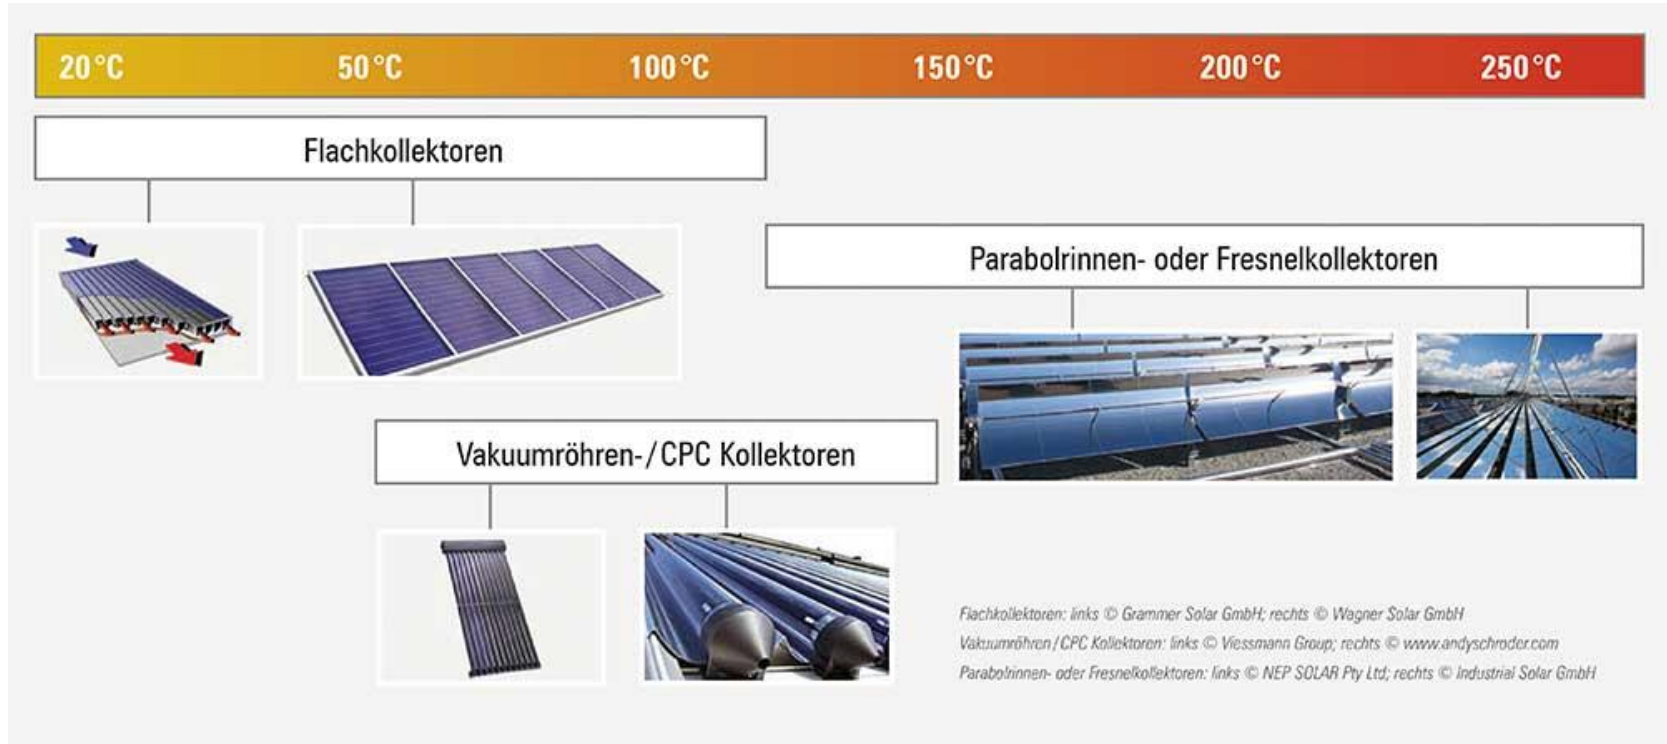 20°C 50°C 100°C 150°C 200°C 250°C
Flachkollektoren
Parabolrinnen- oder Fresnelkollektoren
Vakuumröhren-/CPC Kollektoren
Flachkollektoren: links © Grammer Solar GmbH; rechts © Wagner Solar GmbH
Vakuumröhren/CPC Kollektoren: links © Viessmann Group; rechts © www.andyschroder.com
Parabolrinnen- oder Fresnelkollektoren: links © NEP SOLAR Pty Ltd; rechts © Industrial Solar GmbH